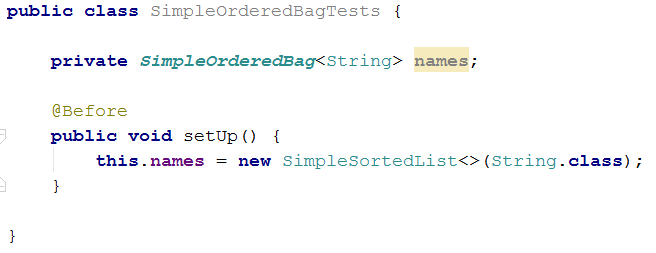 public class SimpleOrderedBagTests {
private SimpleOrderedBag<String> names;
@Before
public void setUp() {
this.names = new SimpleSortedList<>(String.class);
}
}